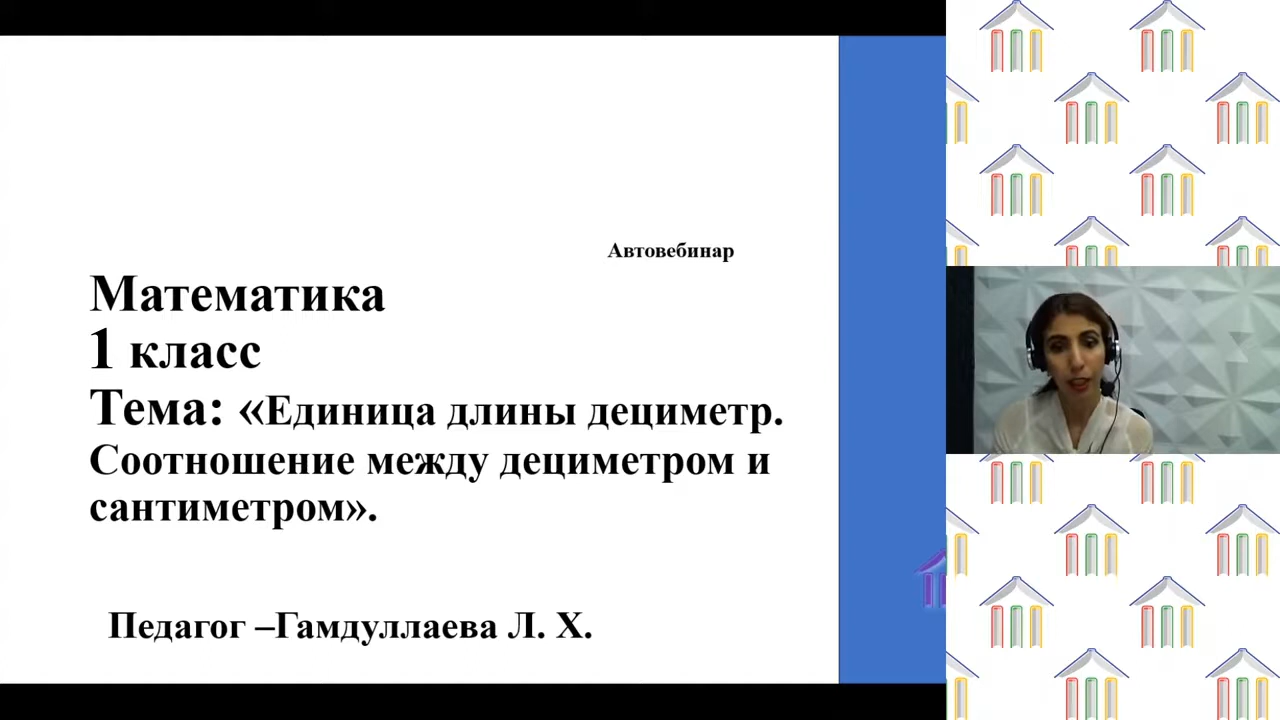 Автовебинар
Математика
1 класс
Тема: «Единица длины дециметр.
Соотношение между дециметром и
сантиметром».
Педагог –Гамдуллаева Л. Х.